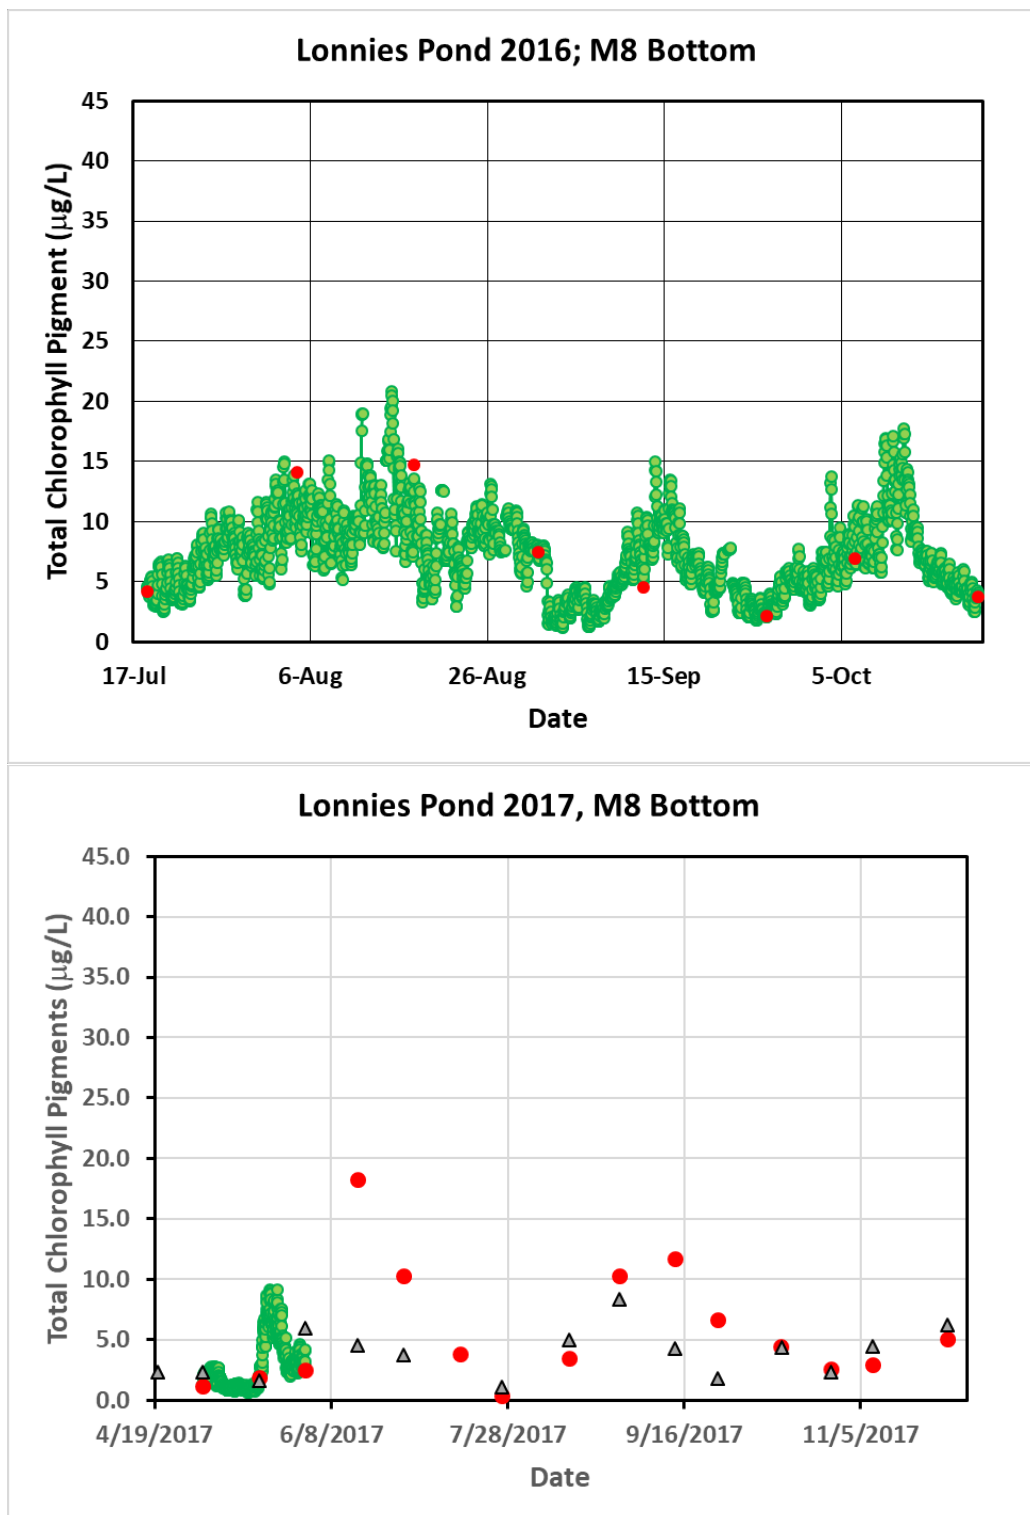 Lonnies Pond 2016; M8 Bottom
Total Chlorophyll Pigment (µg/L)
45
40
35
30
25
20
15
10
5
0
17-Jul 6-Aug 26-Aug 15-Sep 5-Oct
Date
Lonnies Pond 2017, M8 Bottom
Total Chlorophyll Pigments (µg/L)
45.0
40.0
35.0
30.0
25.0
20.0
15.0
10.0
5.0
0.0
4/19/2017 6/8/2017 7/28/2017 9/16/2017 11/5/2017
Date